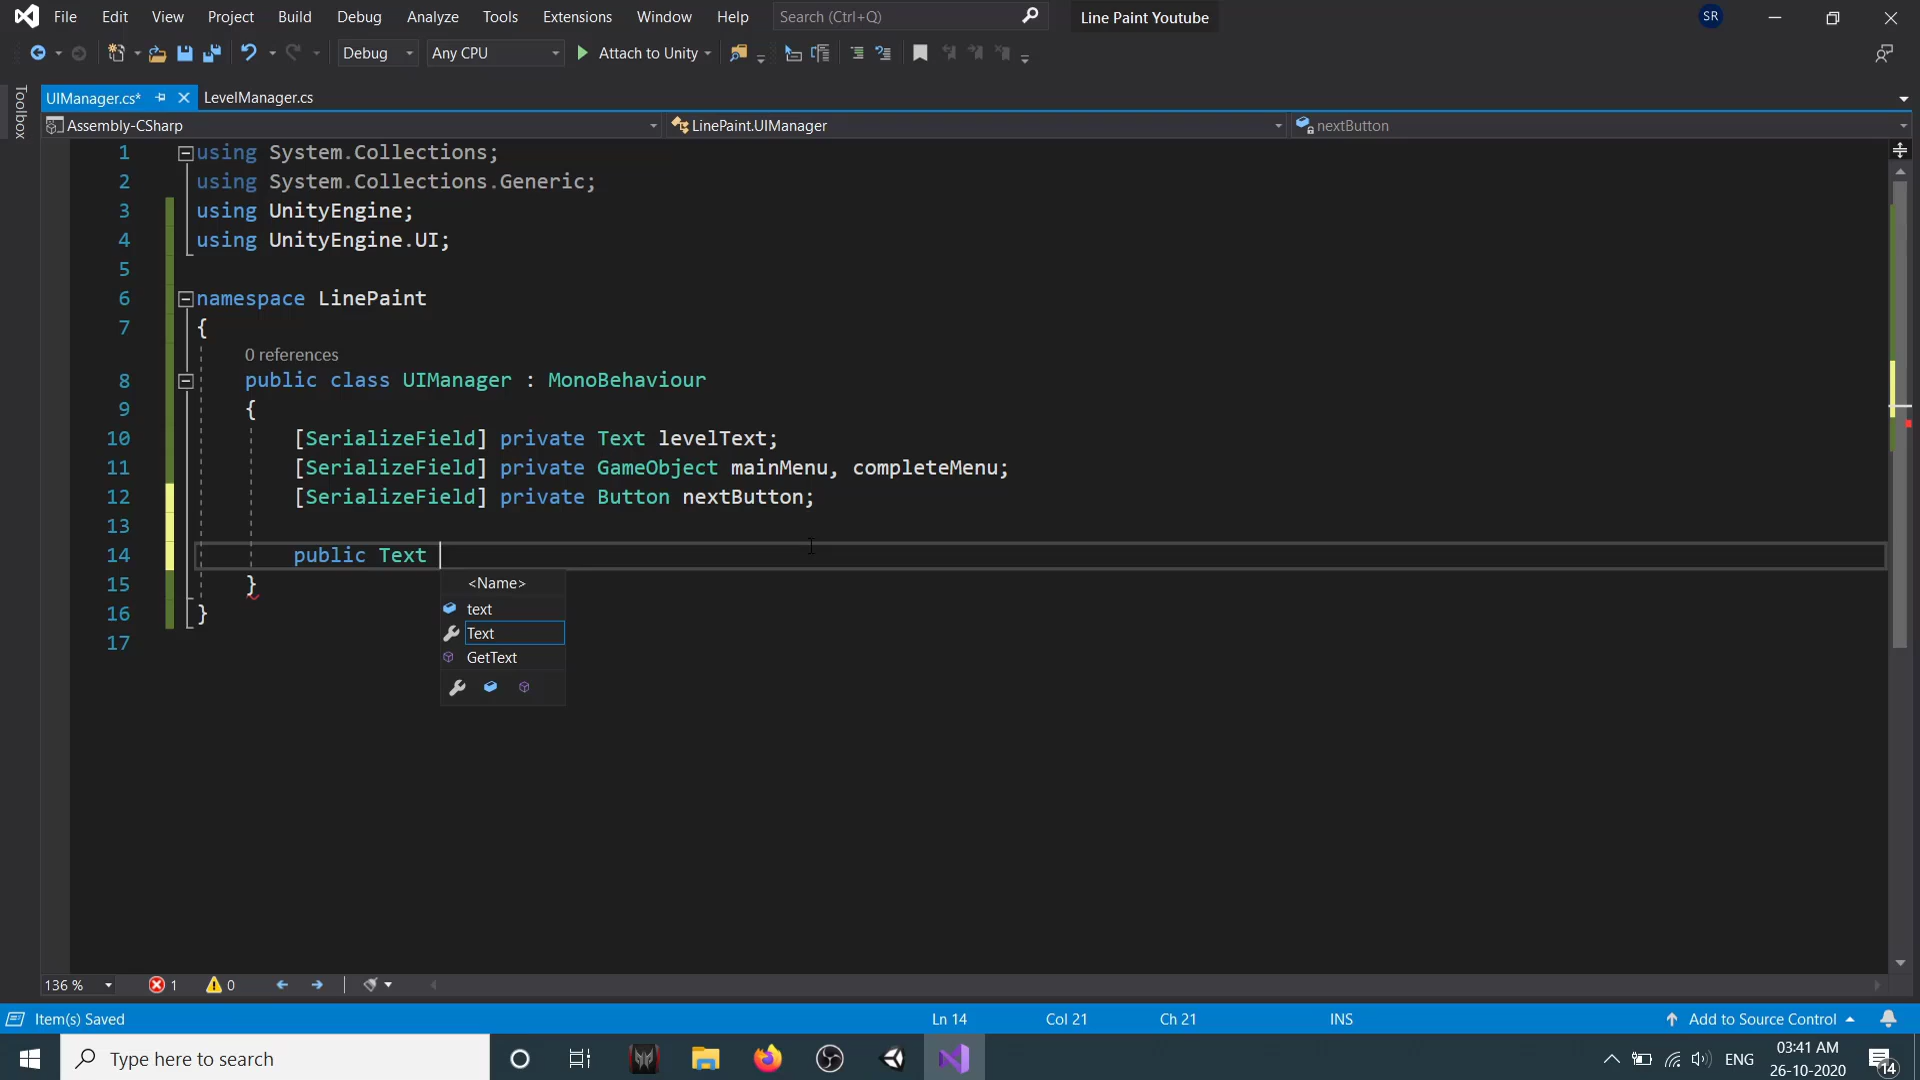 File Edit View Project Build Debug Analyze Tools Extensions Window Help Search (Ctrl+Q) Line Paint Youtube SR
Debug Any CPU Attach to Unity
Toolbox
UIManager.cs* LevelManager.cs
Assembly-CSharp LinePaint.UIManager nextButton
1 using System.Collections;
2 using System.Collections.Generic;
3 using UnityEngine;
4 using UnityEngine.UI;
5
6 namespace LinePaint
7 {
0 references
8 public class UIManager : MonoBehaviour
9 {
10 [SerializeField] private Text levelText;
11 [SerializeField] private GameObject mainMenu, completeMenu;
12 [SerializeField] private Button nextButton;
13
14 public Text
<Name>
text
Text
GetText
15 }
16 }
17
136 % 1 0
Item(s) Saved Ln 14 Col 21 Ch 21 INS Add to Source Control
Type here to search ENG 03:41 AM
26-10-2020 14